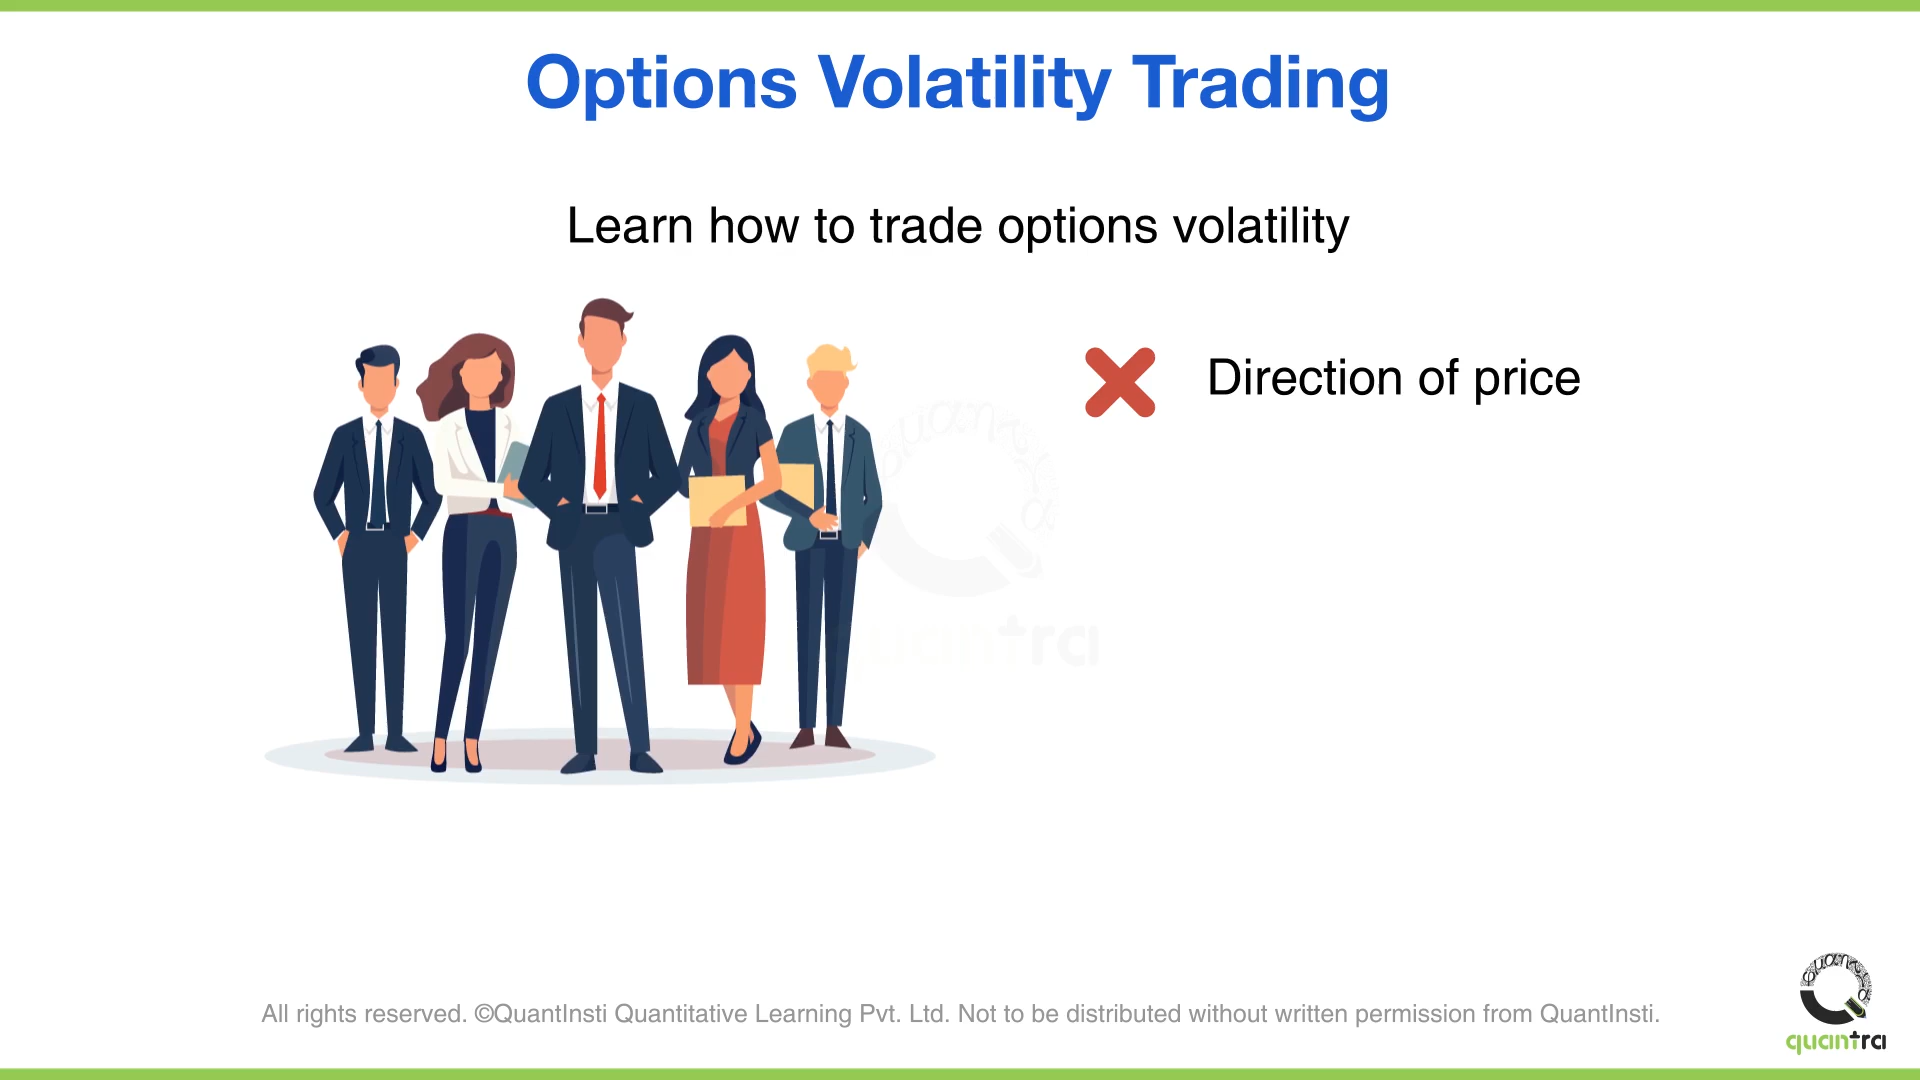 Options Volatility Trading
Learn how to trade options volatility
Direction of price
All rights reserved. ©QuantInsti Quantitative Learning Pvt. Ltd. Not to be distributed without written permission from QuantInsti.
quantra